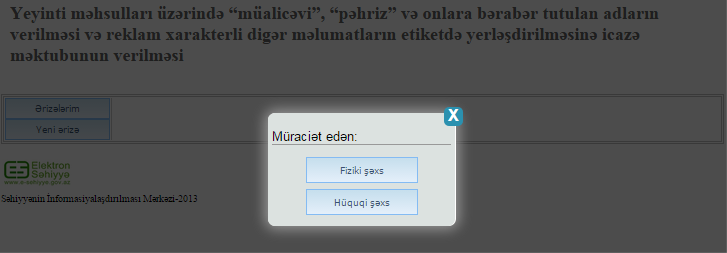 Yeyinti məhsulları üzərində “müalicəvi”, “pəhriz” və onlara bərabər tutulan adların
verilməsi və reklam xarakterli digər məlumatların etiketdə yerləşdirilməsinə icazə
məktubunun verilməsi
Ərizələrim
Yeni ərizə
X
Müraciət edən:
Fiziki şəxs
Hüquqi şəxs
Elektron
Səhiyyə
www.e-sehiyye.gov.az
Səhiyyənin İnformasiyalaşdırılması Mərkəzi-2013